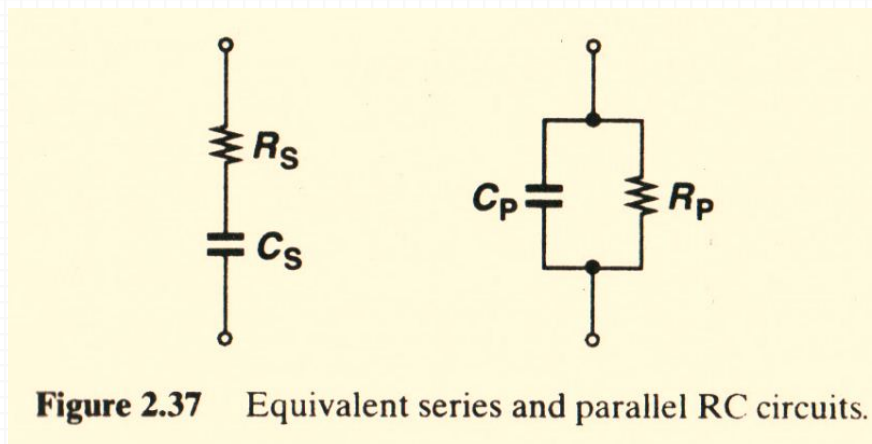 R_S
C_S
C_P
R_P
Figure 2.37 Equivalent series and parallel RC circuits.